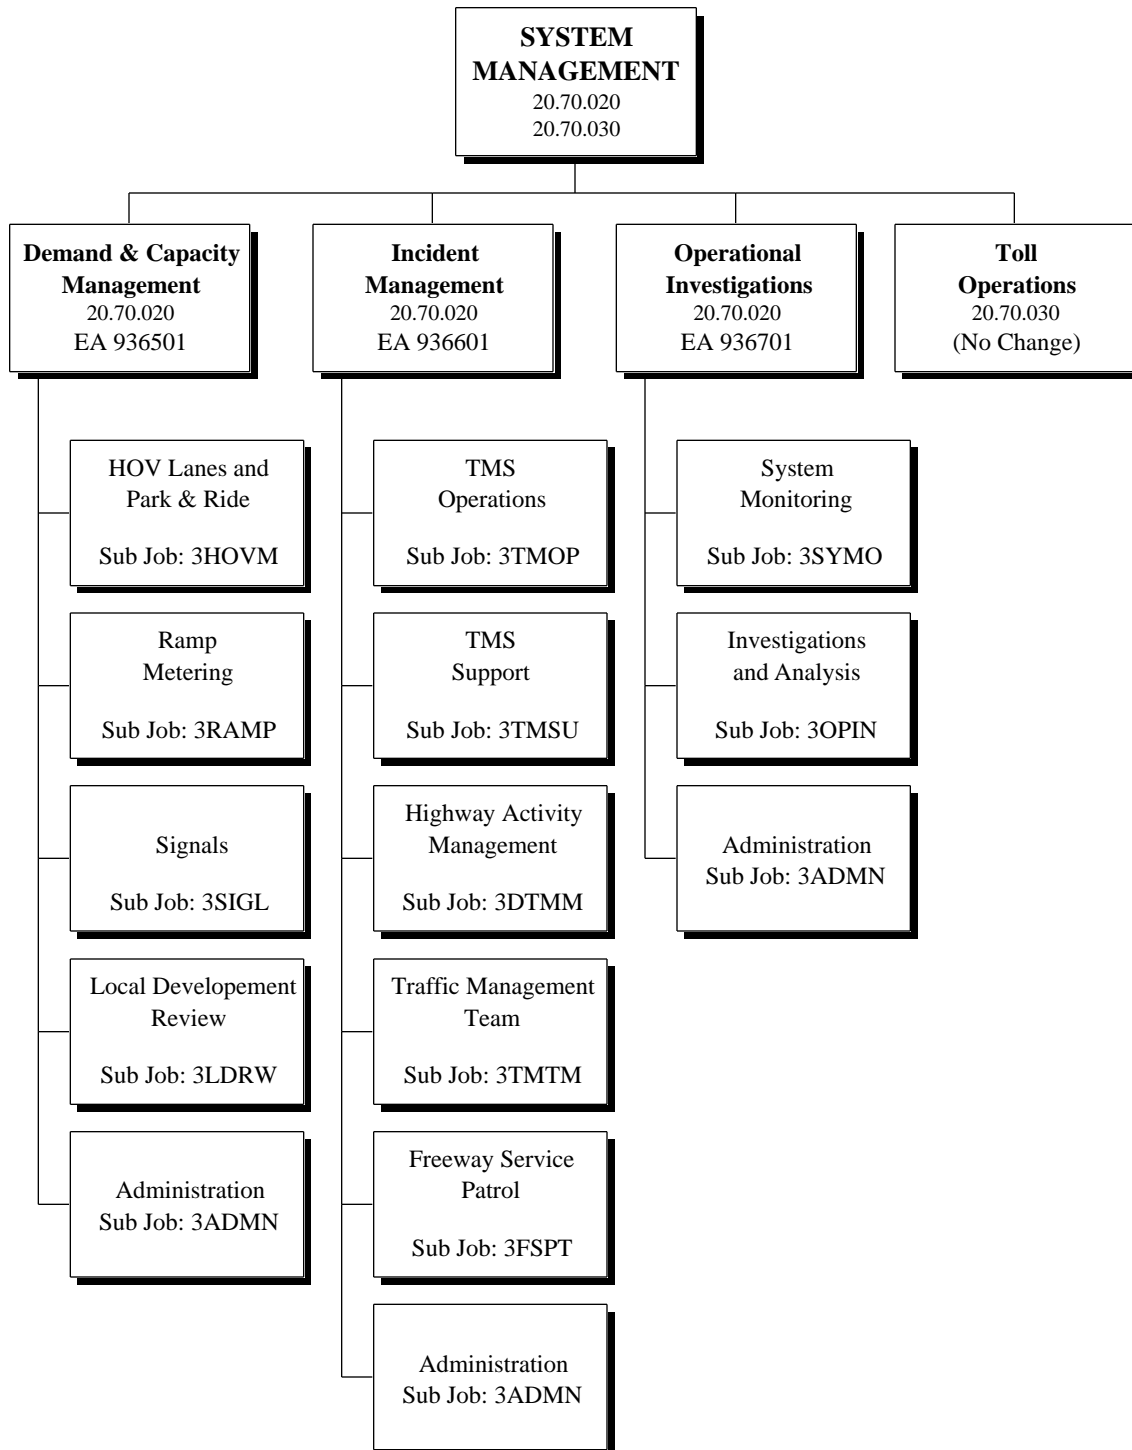 SYSTEM
MANAGEMENT
20.70.020
20.70.030
Demand & Capacity
Management
20.70.020
EA 936501
Incident
Management
20.70.020
EA 936601
Operational
Investigations
20.70.020
EA 936701
Toll
Operations
20.70.030
(No Change)
HOV Lanes and
Park & Ride
Sub Job: 3HOVM
Ramp
Metering
Sub Job: 3RAMP
Signals
Sub Job: 3SIGL
Local Developement
Review
Sub Job: 3LDRW
Administration
Sub Job: 3ADMN
TMS
Operations
Sub Job: 3TMOP
TMS
Support
Sub Job: 3TMSU
Highway Activity
Management
Sub Job: 3DTMM
Traffic Management
Team
Sub Job: 3TMTM
Freeway Service
Patrol
Sub Job: 3FSPT
Administration
Sub Job: 3ADMN
System
Monitoring
Sub Job: 3SYMO
Investigations
and Analysis
Sub Job: 3OPIN
Administration
Sub Job: 3ADMN